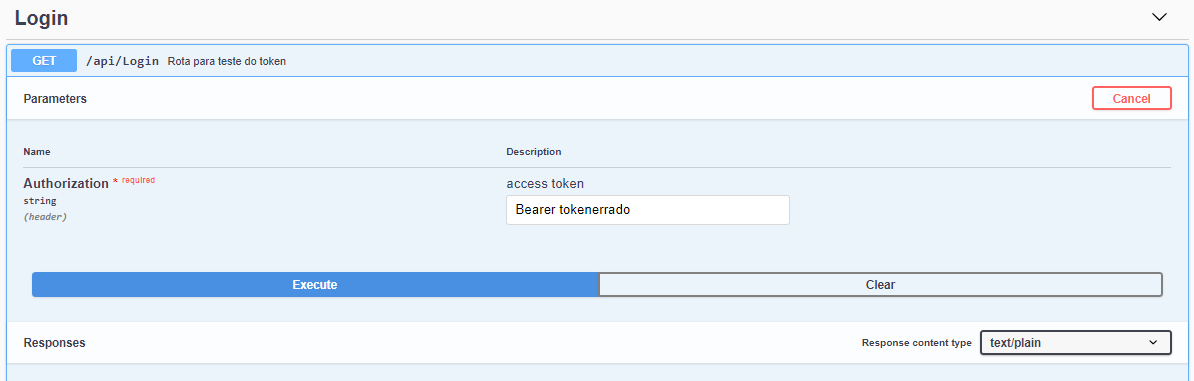 Login
GET /api/Login Rota para teste do token
Parameters Cancel
Name Description
Authorization * required access token
string
(header)
Bearer tokenerrado
Execute Clear
Responses Response content type text/plain